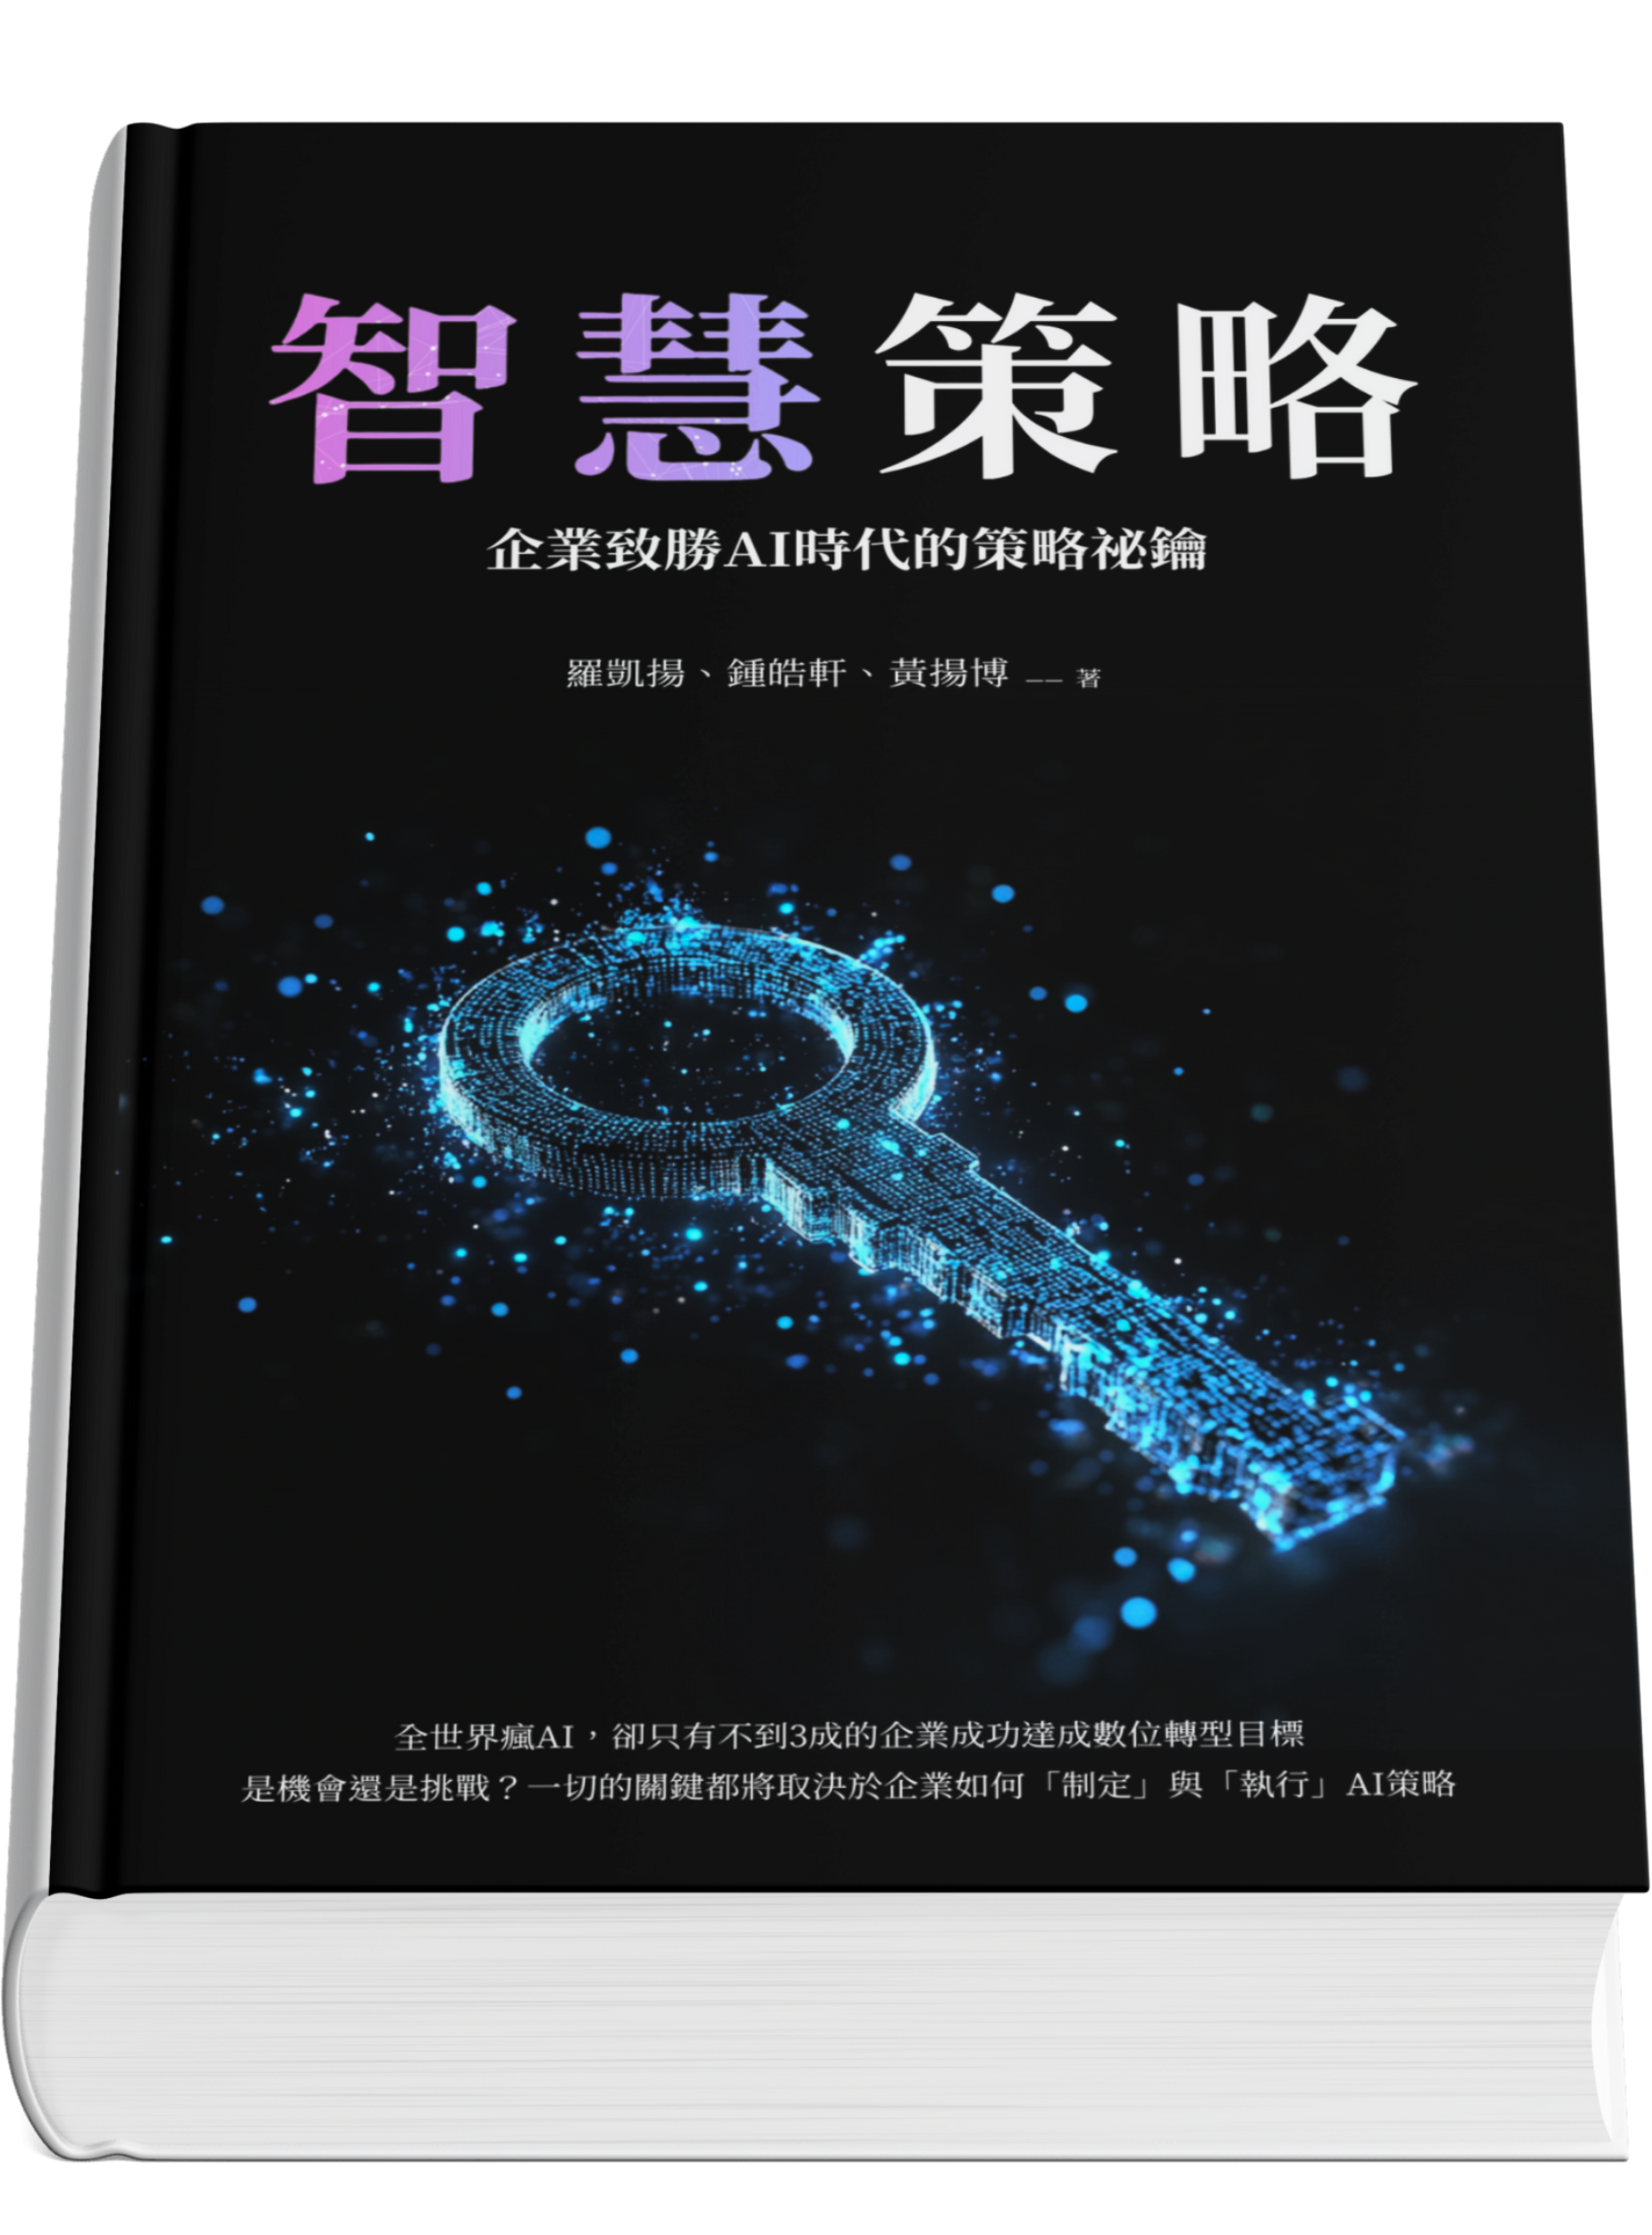 智慧策略
企業致勝AI時代的策略祕鑰
羅凱揚、鍾皓軒、黃揚博 —— 著
全世界瘋AI，卻只有不到3成的企業成功達成數位轉型目標
是機會還是挑戰？一切的關鍵都將取決於企業如何「制定」與「執行」AI策略